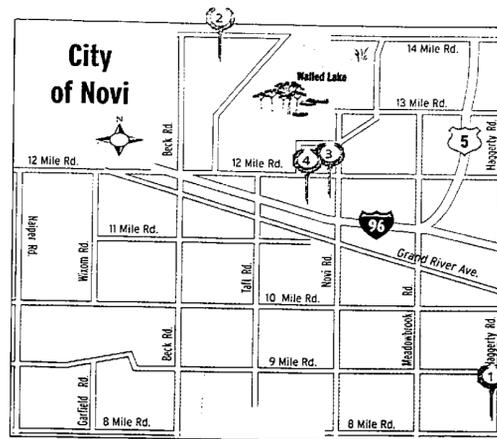 2
City
of Novi
N
Walled Lake
14 Mile Rd.
13 Mile Rd.
5
Haggerty Rd.
Beck Rd.
12 Mile Rd.
12 Mile Rd.
4
3
Napier Rd.
Wixom Rd.
11 Mile Rd.
Taft Rd.
Novi Rd.
96
Grand River Ave.
10 Mile Rd.
Meadowbrook Rd.
Beck Rd.
9 Mile Rd.
Haggerty Rd.
1
Garfield Rd.
8 Mile Rd.
8 Mile Rd.